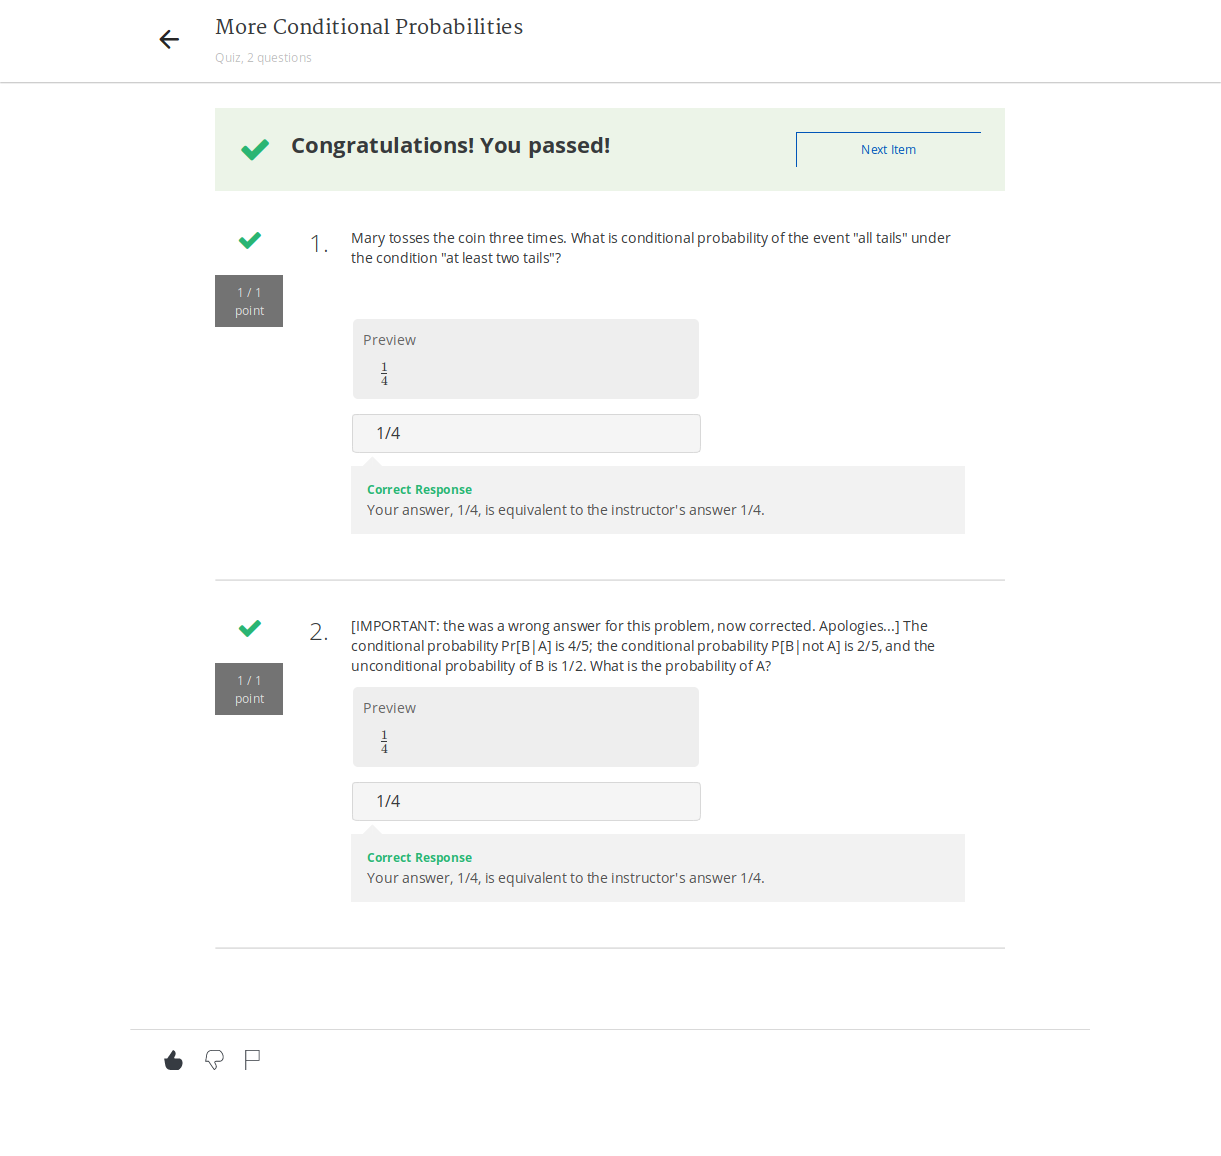 More Conditional Probabilities
Quiz, 2 questions
Congratulations! You passed!
Next Item
1 / 1
point
1.
Mary tosses the coin three times. What is conditional probability of the event "all tails" under
the condition "at least two tails"?
Preview
1
4
1/4
Correct Response
Your answer, 1/4, is equivalent to the instructor's answer 1/4.
1 / 1
point
2.
[IMPORTANT: the was a wrong answer for this problem, now corrected. Apologies...] The
conditional probability Pr[B|A] is 4/5; the conditional probability P[B|not A] is 2/5, and the
unconditional probability of B is 1/2. What is the probability of A?
Preview
1
4
1/4
Correct Response
Your answer, 1/4, is equivalent to the instructor's answer 1/4.